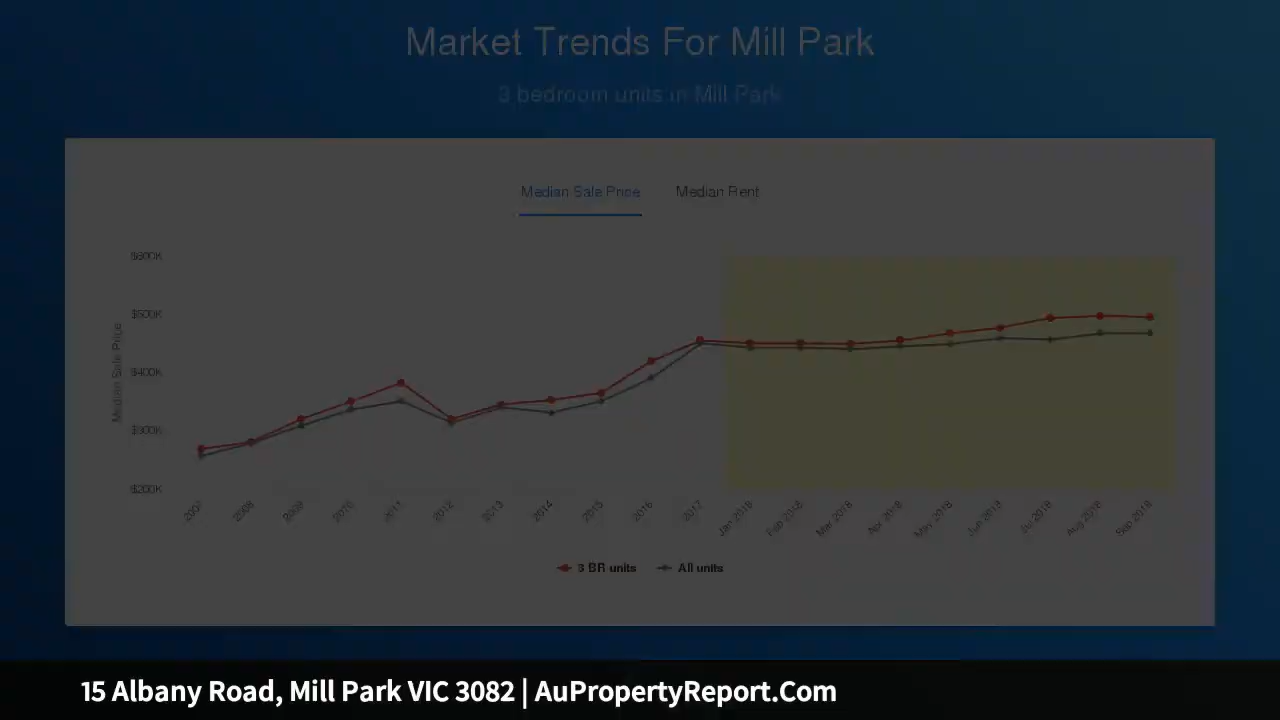 Market Trends For Mill Park
3 bedroom units in Mill Park
Median Sale Price Median Rent
$600K
$500K
$400K
$300K
$200K
Median Sale Price
2007 2008 2009 2010 2011 2012 2013 2014 2015 2016 2017 Jan 2018 Feb 2018 Mar 2018 Apr 2018 May 2018 Jun 2018 Jul 2018 Aug 2018 Sep 2018
3 BR units All units
15 Albany Road, Mill Park VIC 3082 | AuPropertyReport.Com